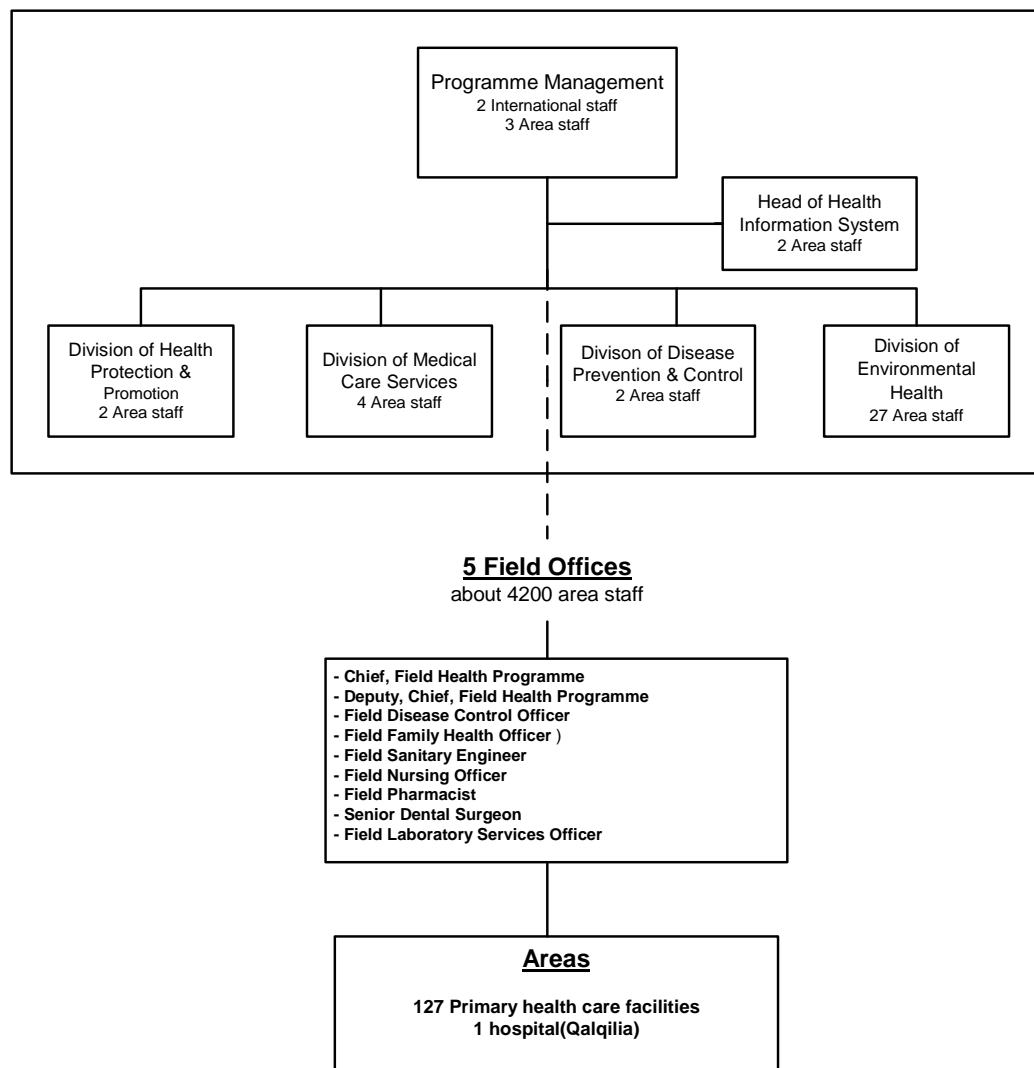 Programme Management
2 International staff
3 Area staff
Head of Health
Information System
2 Area staff
Division of Health
Protection &
Promotion
2 Area staff
Division of Medical
Care Services
4 Area staff
Divison of Disease
Prevention & Control
2 Area staff
Division of
Environmental
Health
27 Area staff
5 Field Offices
about 4200 area staff
- Chief, Field Health Programme
- Deputy, Chief, Field Health Programme
- Field Disease Control Officer
- Field Family Health Officer )
- Field Sanitary Engineer
- Field Nursing Officer
- Field Pharmacist
- Senior Dental Surgeon
- Field Laboratory Services Officer
Areas
127 Primary health care facilities
1 hospital(Qalqilia)